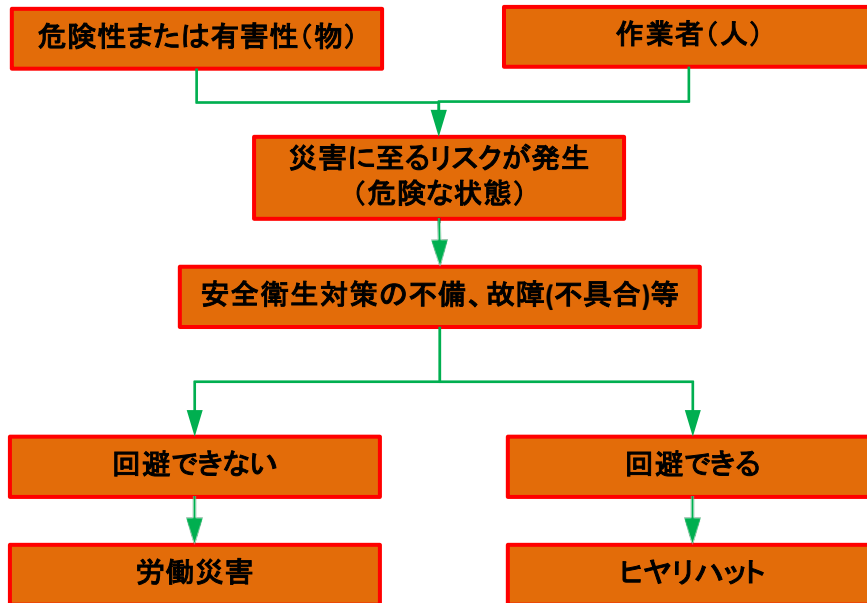 危険性または有害性（物）
作業者（人）
災害に至るリスクが発生
（危険な状態）
安全衛生対策の不備、故障(不具合)等
回避できない
回避できる
労働災害
ヒヤリハット